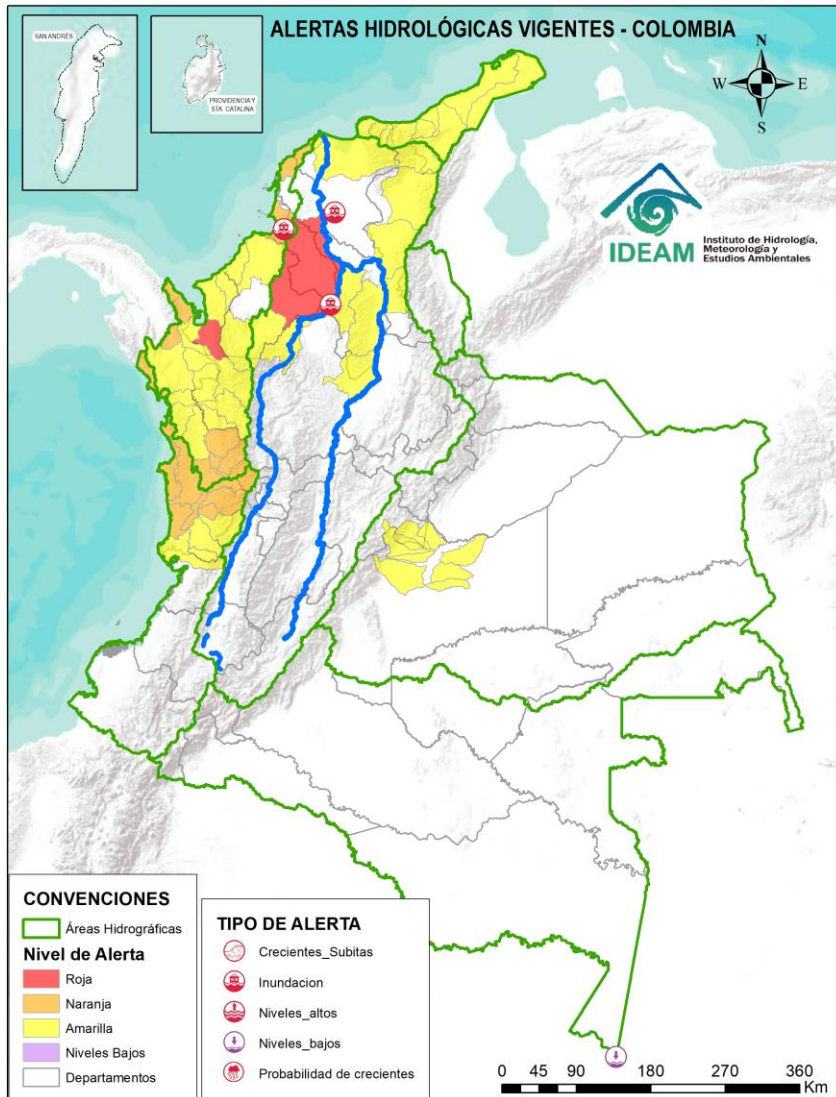 ALERTAS HIDROLÓGICAS VIGENTES - COLOMBIA
SAN ANDRÉS
PROVIDENCIA Y
STA. CATALINA
N
W
E
S
IDEAM
Instituto de Hidrología,
Meteorología y
Estudios Ambientales
CONVENCIONES
Áreas Hidrográficas
Nivel de Alerta
Roja
Naranja
Amarilla
Niveles Bajos
Departamentos
TIPO DE ALERTA
Crecientes_Subitas
Inundacion
Niveles_altos
Niveles_bajos
Probabilidad de crecientes
0 45 90 180 270 360
Km